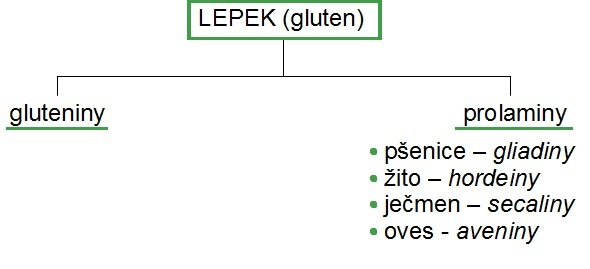 LEPEK (gluten)
gluteniny
prolaminy
• pšenice – gliadiny
• žito – hordeiny
• ječmen – secaliny
• oves - aveniny